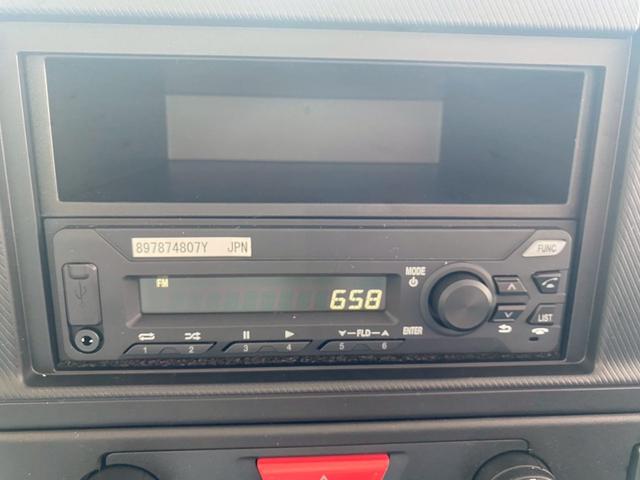 897874807Y JPN
FUNC
MODE
FM
658
LIST
FLD
ENTER
1 2 3 4 5 6